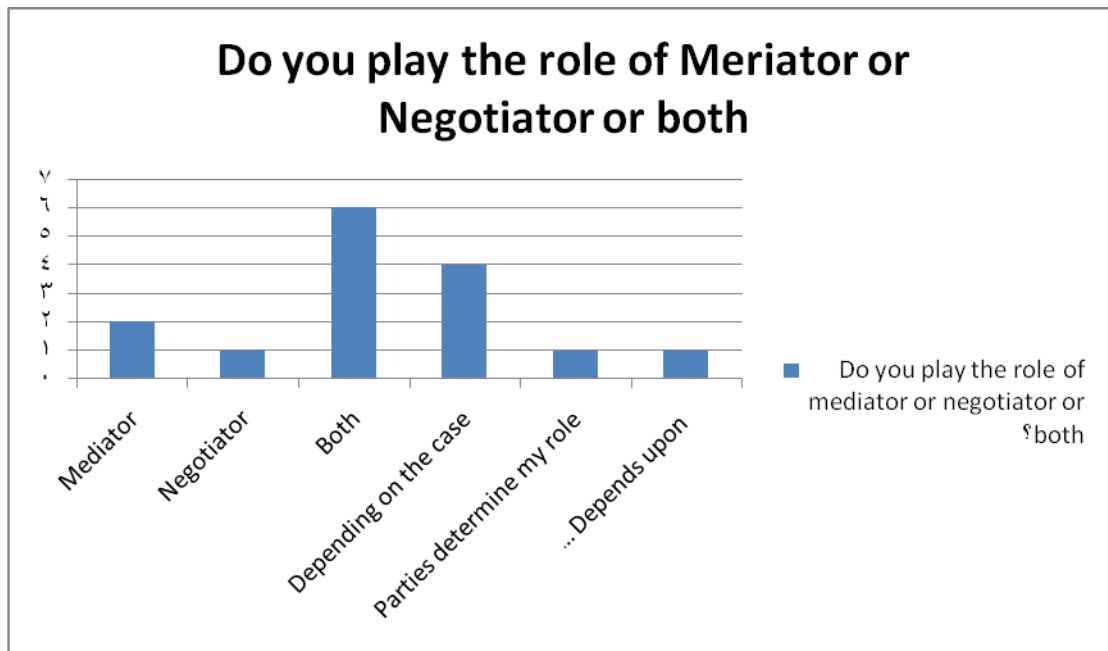 Do you play the role of Meriator or
Negotiator or both
٧
٦
٥
٤
٣
٢
١
٠
Mediator
Negotiator
Both
Depending on the case
Parties determine my role
... Depends upon
Do you play the role of
mediator or negotiator or
؟both